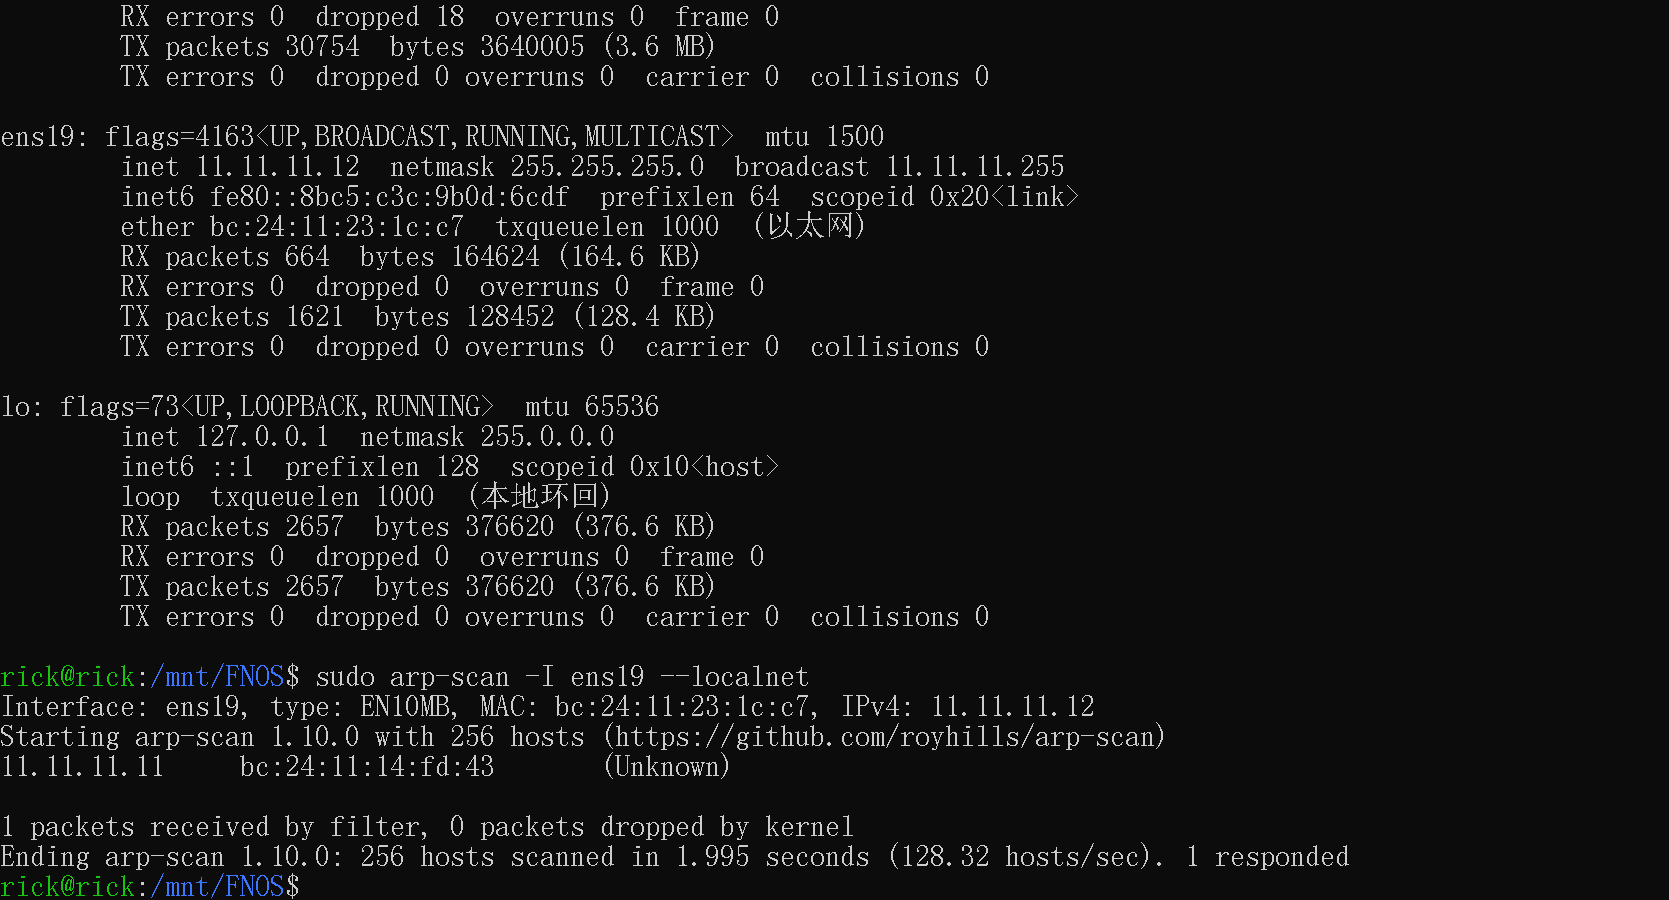 RX errors 0  dropped 18  overruns 0  frame 0
TX packets 30754  bytes 3640005 (3.6 MB)
TX errors 0  dropped 0 overruns 0  carrier 0  collisions 0
ens19: flags=4163<UP,BROADCAST,RUNNING,MULTICAST>  mtu 1500
inet 11.11.11.12  netmask 255.255.255.0  broadcast 11.11.11.255
inet6 fe80::8bc5:c3c:9b0d:6cdf  prefixlen 64  scopeid 0x20<link>
ether bc:24:11:23:1c:c7  txqueuelen 1000  (以太网)
RX packets 664  bytes 164624 (164.6 KB)
RX errors 0  dropped 0  overruns 0  frame 0
TX packets 1621  bytes 128452 (128.4 KB)
TX errors 0  dropped 0 overruns 0  carrier 0  collisions 0
lo: flags=73<UP,LOOPBACK,RUNNING>  mtu 65536
inet 127.0.0.1  netmask 255.0.0.0
inet6 ::1  prefixlen 128  scopeid 0x10<host>
loop  txqueuelen 1000  (本地环回)
RX packets 2657  bytes 376620 (376.6 KB)
RX errors 0  dropped 0  overruns 0  frame 0
TX packets 2657  bytes 376620 (376.6 KB)
TX errors 0  dropped 0 overruns 0  carrier 0  collisions 0
rick@rick:/mnt/FNOS$ sudo arp-scan -I ens19 --localnet
Interface: ens19, type: EN10MB, MAC: bc:24:11:23:1c:c7, IPv4: 11.11.11.12
Starting arp-scan 1.10.0 with 256 hosts (https://github.com/royhills/arp-scan)
11.11.11.11     bc:24:11:14:fd:43       (Unknown)
1 packets received by filter, 0 packets dropped by kernel
Ending arp-scan 1.10.0: 256 hosts scanned in 1.995 seconds (128.32 hosts/sec). 1 responded
rick@rick:/mnt/FNOS$